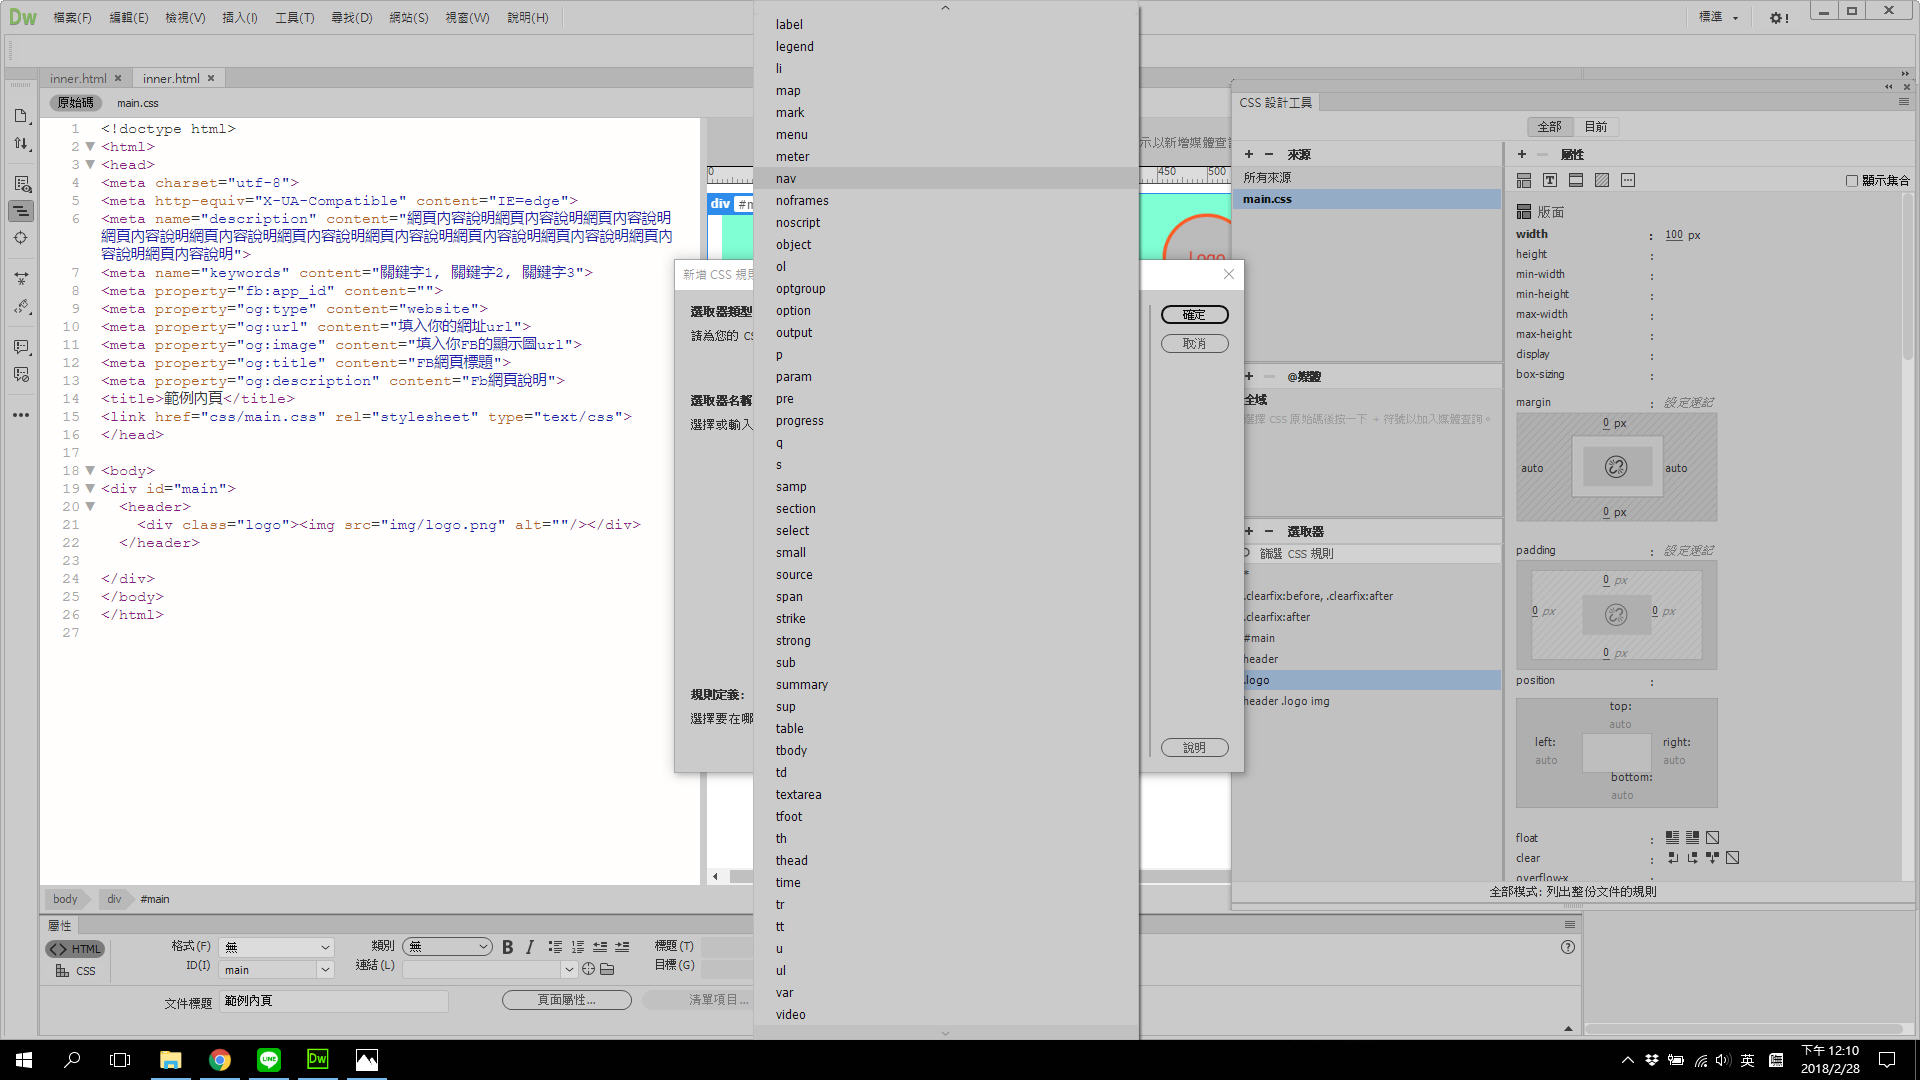 Dw 檔案(F) 編輯(E) 檢視(V) 插入(I) 工具(T) 尋找(D) 網站(S) 視窗(W) 說明(H) 標準
inner.html inner.html
原始碼 main.css
1 <!doctype html>
2 <html>
3 <head>
4 <meta charset="utf-8">
5 <meta http-equiv="X-UA-Compatible" content="IE=edge">
6 <meta name="description" content="網頁內容說明網頁內容說明網頁內容說明
網頁內容說明網頁內容說明網頁內容說明網頁內容說明網頁內容說明網頁內容說明網頁內
容說明網頁內容說明">
7 <meta name="keywords" content="關鍵字1, 關鍵字2, 關鍵字3">
8 <meta property="fb:app_id" content="">
9 <meta property="og:type" content="website">
10 <meta property="og:url" content="填入你的網址url">
11 <meta property="og:image" content="填入你FB的顯示圖url">
12 <meta property="og:title" content="FB網頁標題">
13 <meta property="og:description" content="Fb網頁說明">
14 <title>範例內頁</title>
15 <link href="css/main.css" rel="stylesheet" type="text/css">
16 </head>
17
18 <body>
19 <div id="main">
20 <header>
21 <div class="logo"><img src="img/logo.png" alt=""/></div>
22 </header>
23
24 </div>
25 </body>
26 </html>
27
body div #main
屬性
HTML
CSS
格式(F) 無
ID(I) main
類別 無
連結(L)
B I
標題(T)
目標(G)
文件標題 範例內頁
頁面屬性...
清單項目...
0
div #m
新增 CSS 規則
選取器類型
請為您的 CS
選取器名稱
選擇或輸入
規則定義:
選擇要在哪
label
legend
li
map
mark
menu
meter
nav
noframes
noscript
object
ol
optgroup
option
output
p
param
pre
progress
q
s
samp
section
select
small
source
span
strike
strong
sub
summary
sup
table
tbody
td
textarea
tfoot
th
thead
time
tr
tt
u
ul
var
video
示以新增媒體查
450 500
Logo
確定
取消
說明
CSS 設計工具
全部 目前
來源
所有來源
main.css
@媒體
全域
選擇 CSS 原始碼後按一下 + 符號以加入媒體查詢。
選取器
篩選 CSS 規則
*
.clearfix:before, .clearfix:after
.clearfix:after
#main
header
.logo
header .logo img
屬性
顯示集合
版面
width : 100 px
height :
min-width :
min-height :
max-width :
max-height :
display :
box-sizing :
margin : 設定速記
0 px
auto auto
0 px
padding : 設定速記
0 px
0 px 0 px
0 px
position :
top:
auto
left: right:
auto auto
bottom:
auto
float :
clear :
overflow-x
全部模式: 列出整份文件的規則
Dw
英
下午 12:10
2018/2/28